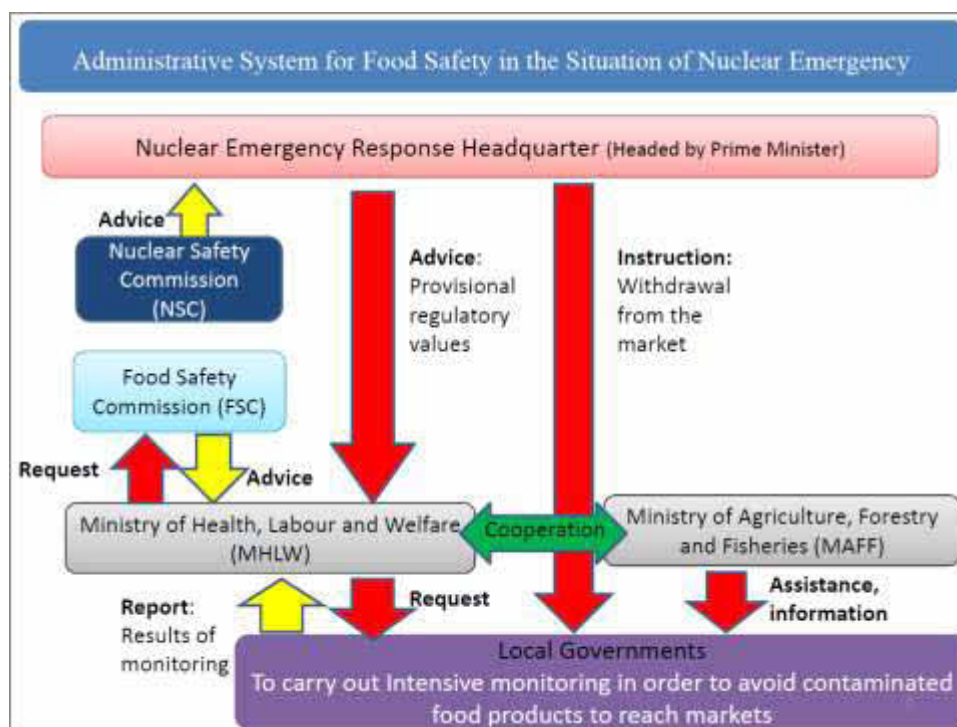 Administrative System for Food Safety in the Situation of Nuclear Emergency
Nuclear Emergency Response Headquarter (Headed by Prime Minister)
Advice
Nuclear Safety
Commission
(NSC)
Advice:
Provisional
regulatory
values
Instruction:
Withdrawal
from the
market
Food Safety
Commission (FSC)
Request
Advice
Ministry of Health, Labour and Welfare
(MHLW)
Cooperation
Ministry of Agriculture, Forestry
and Fisheries (MAFF)
Report:
Results of
monitoring
Request
Assistance,
information
Local Governments
To carry out Intensive monitoring in order to avoid contaminated
food products to reach markets